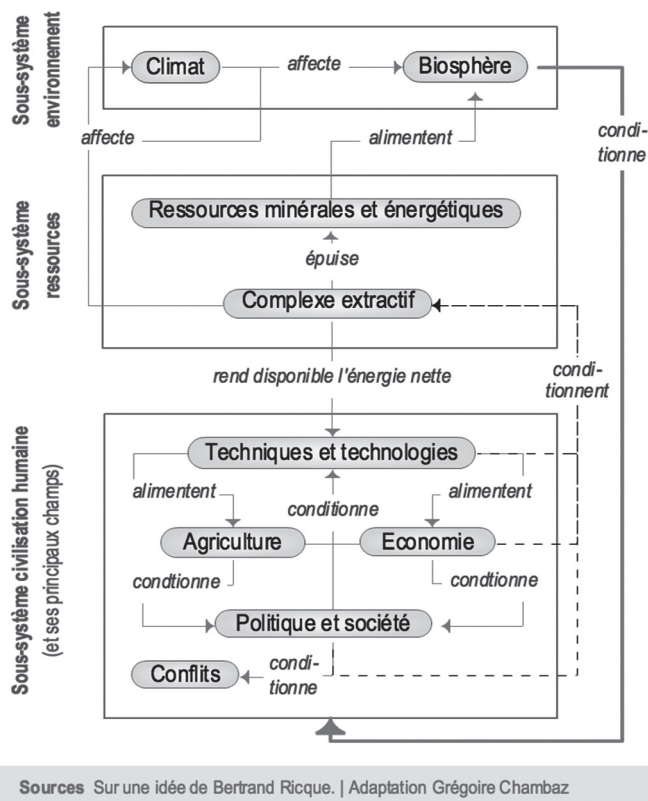 Sous-système
environnement
Climat
affecte
Biosphère
affecte
alimentent
condi-
tionne
Sous-système
ressources
Ressources minérales et énergétiques
épuise
Complexe extractif
rend disponible l'énergie nette
condi-
tionnent
Sous-système civilisation humaine
(et ses principaux champs)
Techniques et technologies
alimentent
conditionne
alimentent
Agriculture
Economie
condtionne
condtionne
Politique et société
Conflits
condi-
tionne
Sources Sur une idée de Bertrand Ricque. | Adaptation Grégoire Chambaz